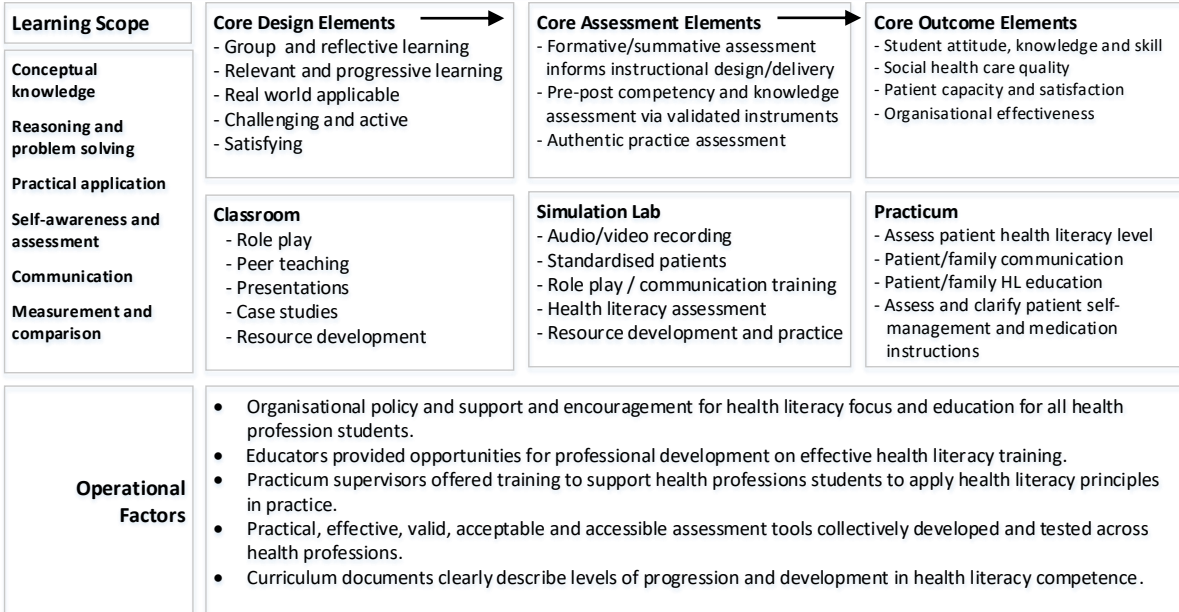 Learning Scope
Conceptual
knowledge
Reasoning and
problem solving
Practical application
Self-awareness and
assessment
Communication
Measurement and
comparison
Core Design Elements
- Group and reflective learning
- Relevant and progressive learning
- Real world applicable
- Challenging and active
- Satisfying
Core Assessment Elements
- Formative/summative assessment
informs instructional design/delivery
- Pre-post competency and knowledge
assessment via validated instruments
- Authentic practice assessment
Core Outcome Elements
- Student attitude, knowledge and skill
- Social health care quality
- Patient capacity and satisfaction
- Organisational effectiveness
Classroom
- Role play
- Peer teaching
- Presentations
- Case studies
- Resource development
Simulation Lab
- Audio/video recording
- Standardised patients
- Role play / communication training
- Health literacy assessment
- Resource development and practice
Practicum
- Assess patient health literacy level
- Patient/family communication
- Patient/family HL education
- Assess and clarify patient self-
management and medication
instructions
Operational
Factors
• Organisational policy and support and encouragement for health literacy focus and education for all health
profession students.
• Educators provided opportunities for professional development on effective health literacy training.
• Practicum supervisors offered training to support health professions students to apply health literacy principles
in practice.
• Practical, effective, valid, acceptable and accessible assessment tools collectively developed and tested across
health professions.
• Curriculum documents clearly describe levels of progression and development in health literacy competence.